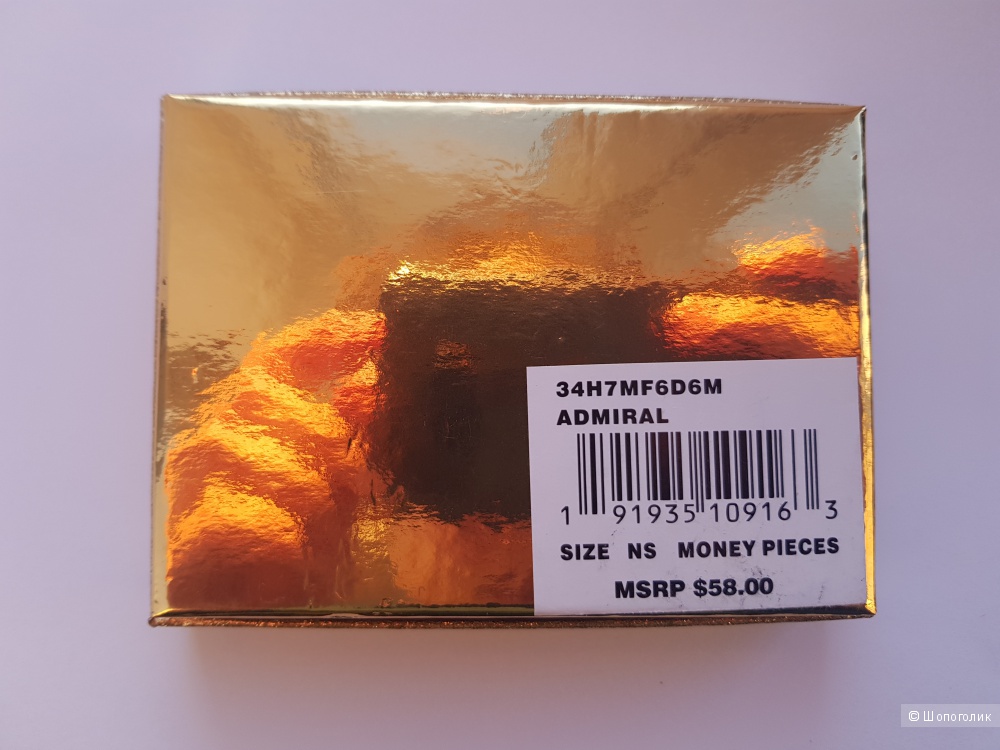 34H7MF6D6M
ADMIRAL
1 91935 10916 3
SIZE NS MONEY PIECES
MSRP $58.00
© Шопоголик